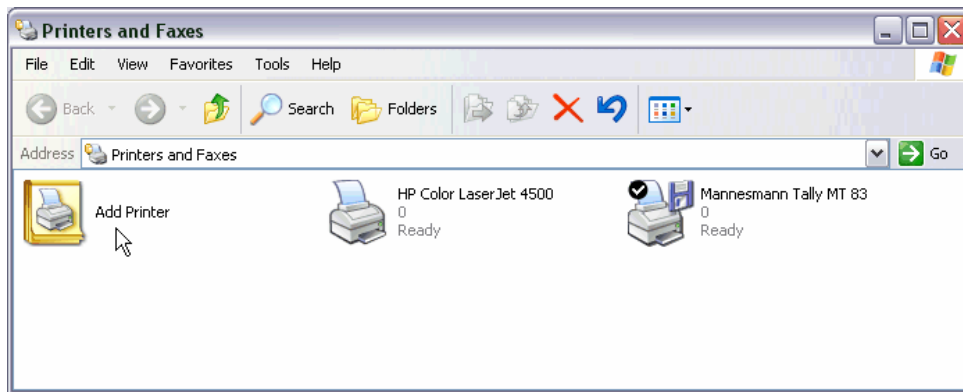 Printers and Faxes
File Edit View Favorites Tools Help
Back Search Folders
Address Printers and Faxes Go
Add Printer
HP Color LaserJet 4500
0
Ready
Mannesmann Tally MT 83
0
Ready